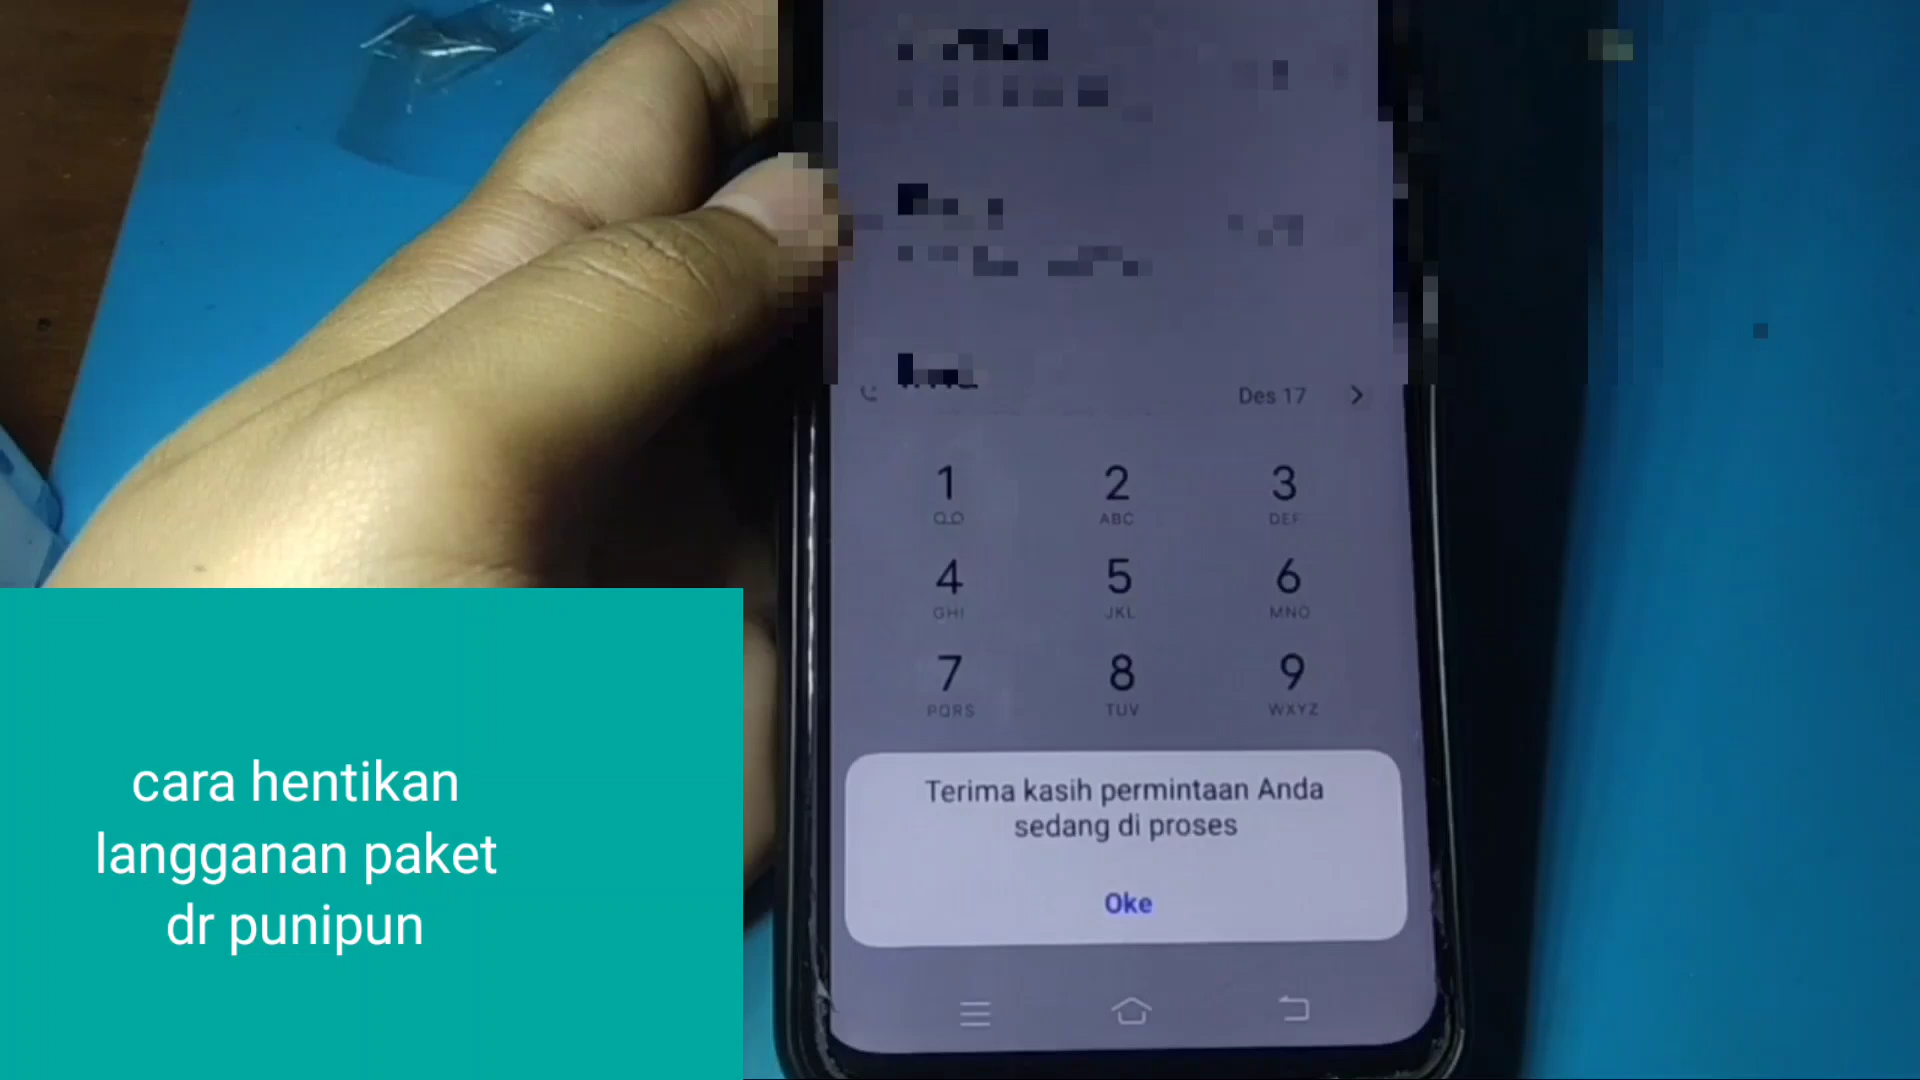 Des 17
1
2
ABC
3
DEF
4
GHI
5
JKL
6
MNO
7
PQRS
8
TUV
9
WXYZ
Terima kasih permintaan Anda
sedang di proses
Oke
cara hentikan
langganan paket
dr punipun